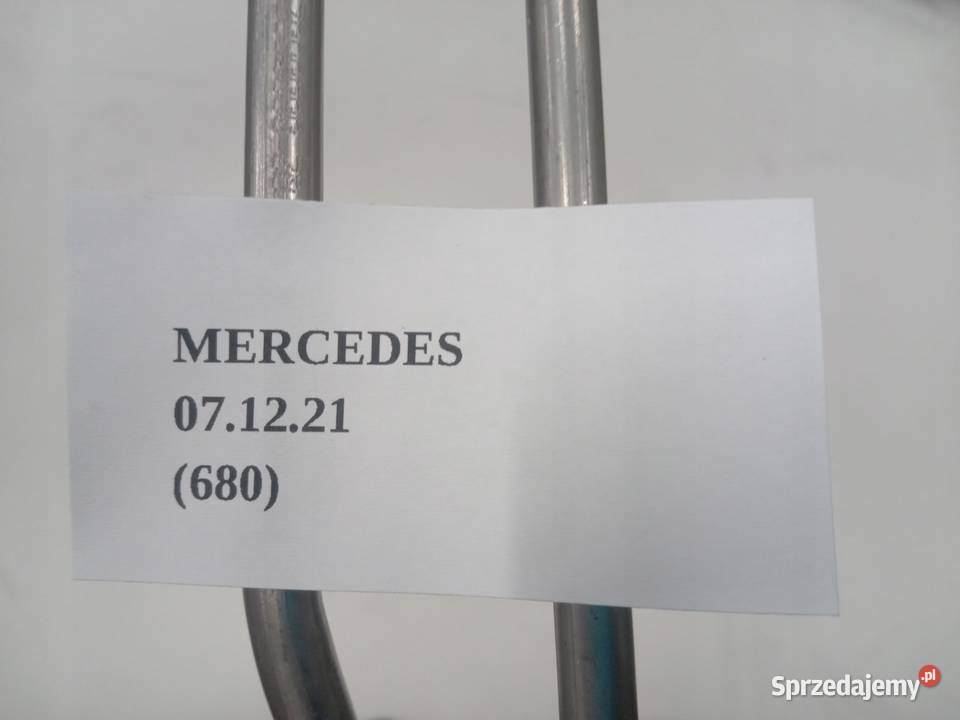 MERCEDES
07.12.21
(680)
Sprzedajemy.pl